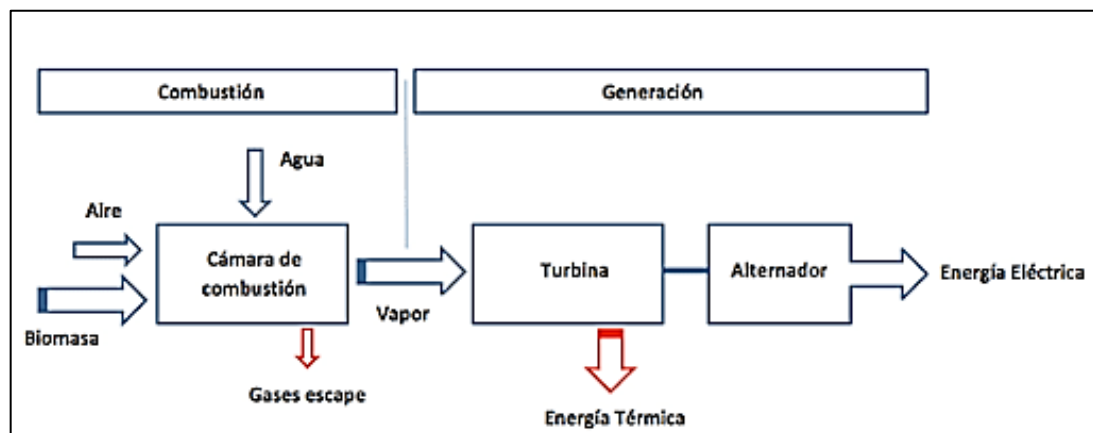 Combustión
Generación
Agua
Aire
Cámara de
combustión
Turbina
Alternador
Energía Eléctrica
Vapor
Biomasa
Gases escape
Energía Térmica